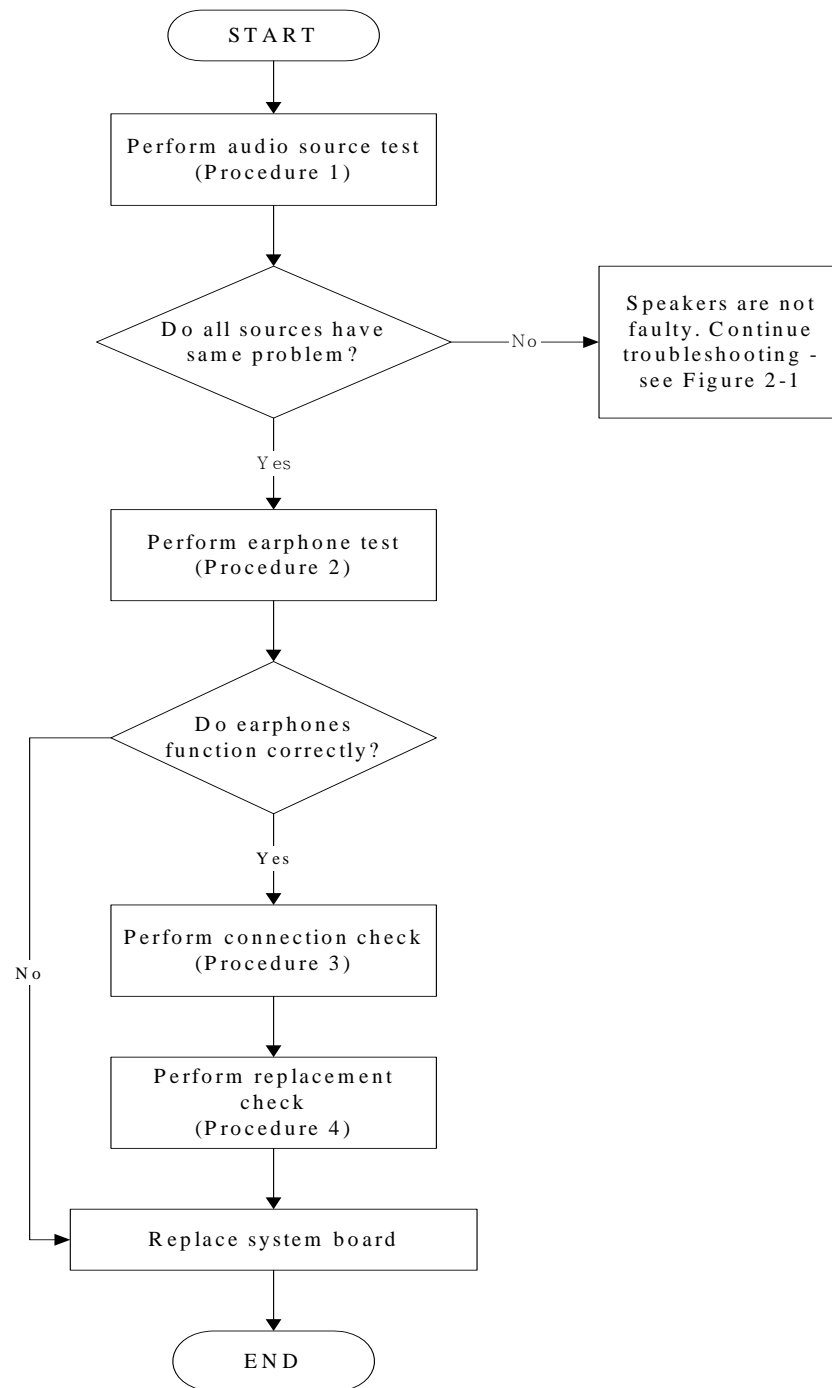 START
Perform audio source test
(Procedure 1)
Do all sources have
same problem?
No
Speakers are not
faulty. Continue
troubleshooting -
see Figure 2-1
Yes
Perform earphone test
(Procedure 2)
Do earphones
function correctly?
Yes
No
Perform connection check
(Procedure 3)
Perform replacement
check
(Procedure 4)
Replace system board
END